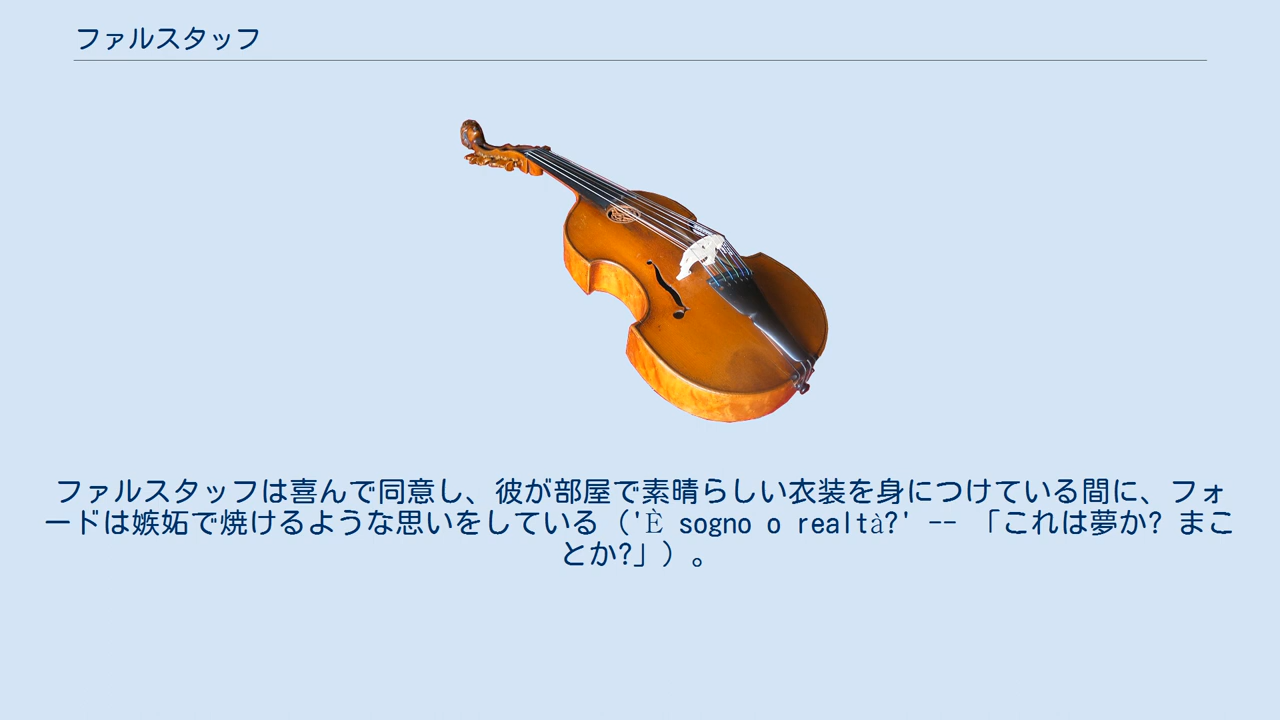 ファルスタッフ
ファルスタッフは喜んで同意し、彼が部屋で素晴らしい衣装を身につけている間に、フォ
ードは嫉妬で焼けるような思いをしている（'È sogno o realtà?' -- 「これは夢か? まこ
とか?」）。